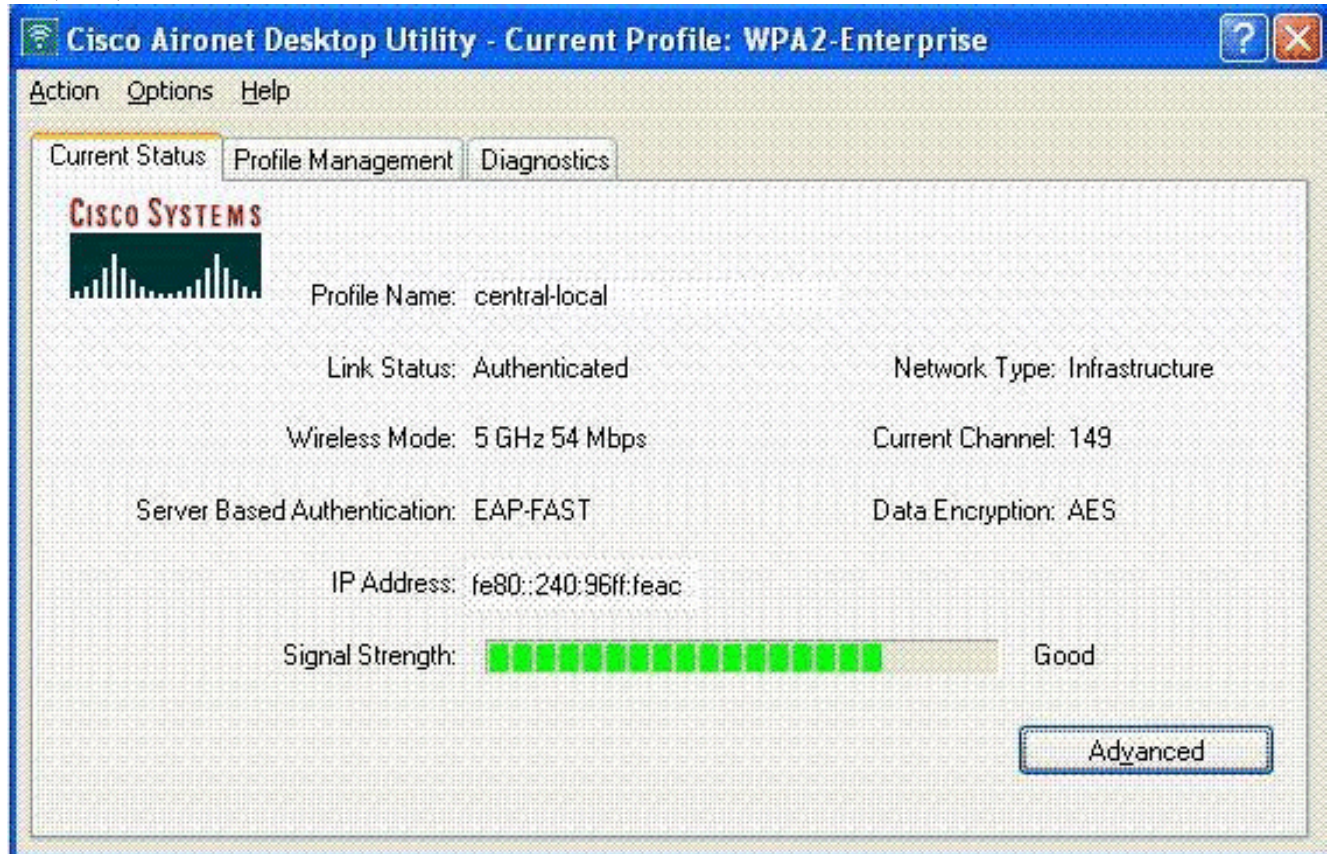 Cisco Aironet Desktop Utility - Current Profile: WPA2-Enterprise
Action Options Help
Current Status Profile Management Diagnostics
CISCO SYSTEMS
Profile Name: central-local
Link Status: Authenticated Network Type: Infrastructure
Wireless Mode: 5 GHz 54 Mbps Current Channel: 149
Server Based Authentication: EAP-FAST Data Encryption: AES
IP Address: fe80::240:96ff:feac
Signal Strength: Good
Advanced